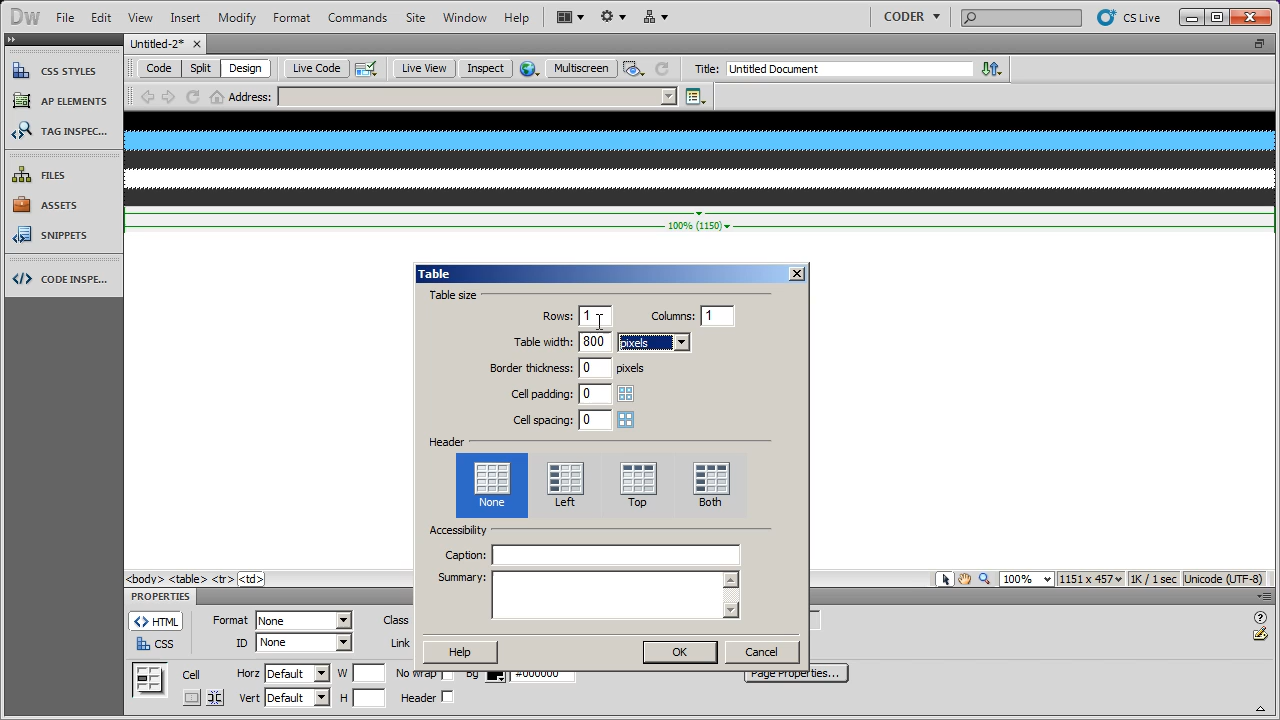 Dw File Edit View Insert Modify Format Commands Site Window Help CODER CS Live
Untitled-2* ×
Code Split Design Live Code Live View Inspect Multiscreen Title: Untitled Document
Address:
CSS STYLES
AP ELEMENTS
TAG INSPEC...
FILES
ASSETS
SNIPPETS
CODE INSPE...
100% (1150)
Table
Table size
Rows: 1 Columns: 1
Table width: 800 pixels
Border thickness: 0 pixels
Cell padding: 0
Cell spacing: 0
Header
None Left Top Both
Accessibility
Caption:
Summary:
Help OK Cancel
<body> <table> <tr> <td> 100% 1151 x 457 1K / 1 sec Unicode (UTF-8)
PROPERTIES
HTML Format None Class
CSS ID None Link
Cell Horz Default W No wrap Bg #000000 Page Properties...
Vert Default H Header